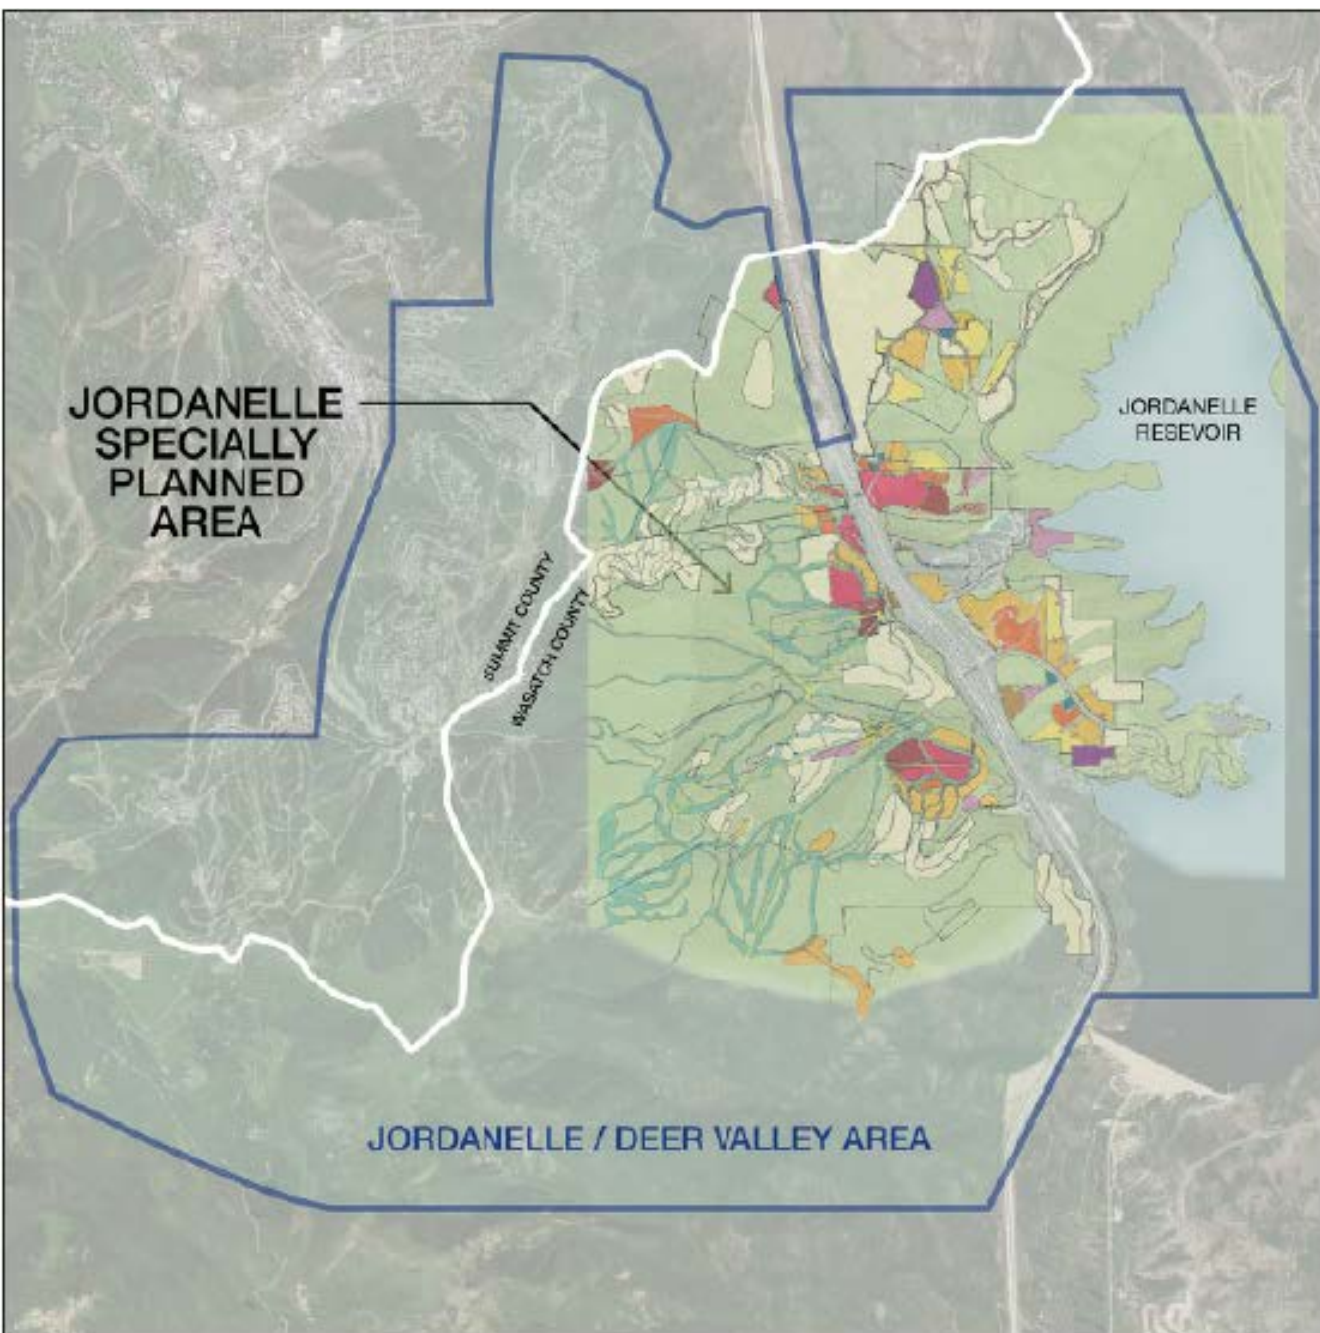 JORDANELLE
SPECIALLY
PLANNED
AREA
JORDANELLE
RESEVOIR
SUMMIT COUNTY
WASATCH COUNTY
JORDANELLE / DEER VALLEY AREA